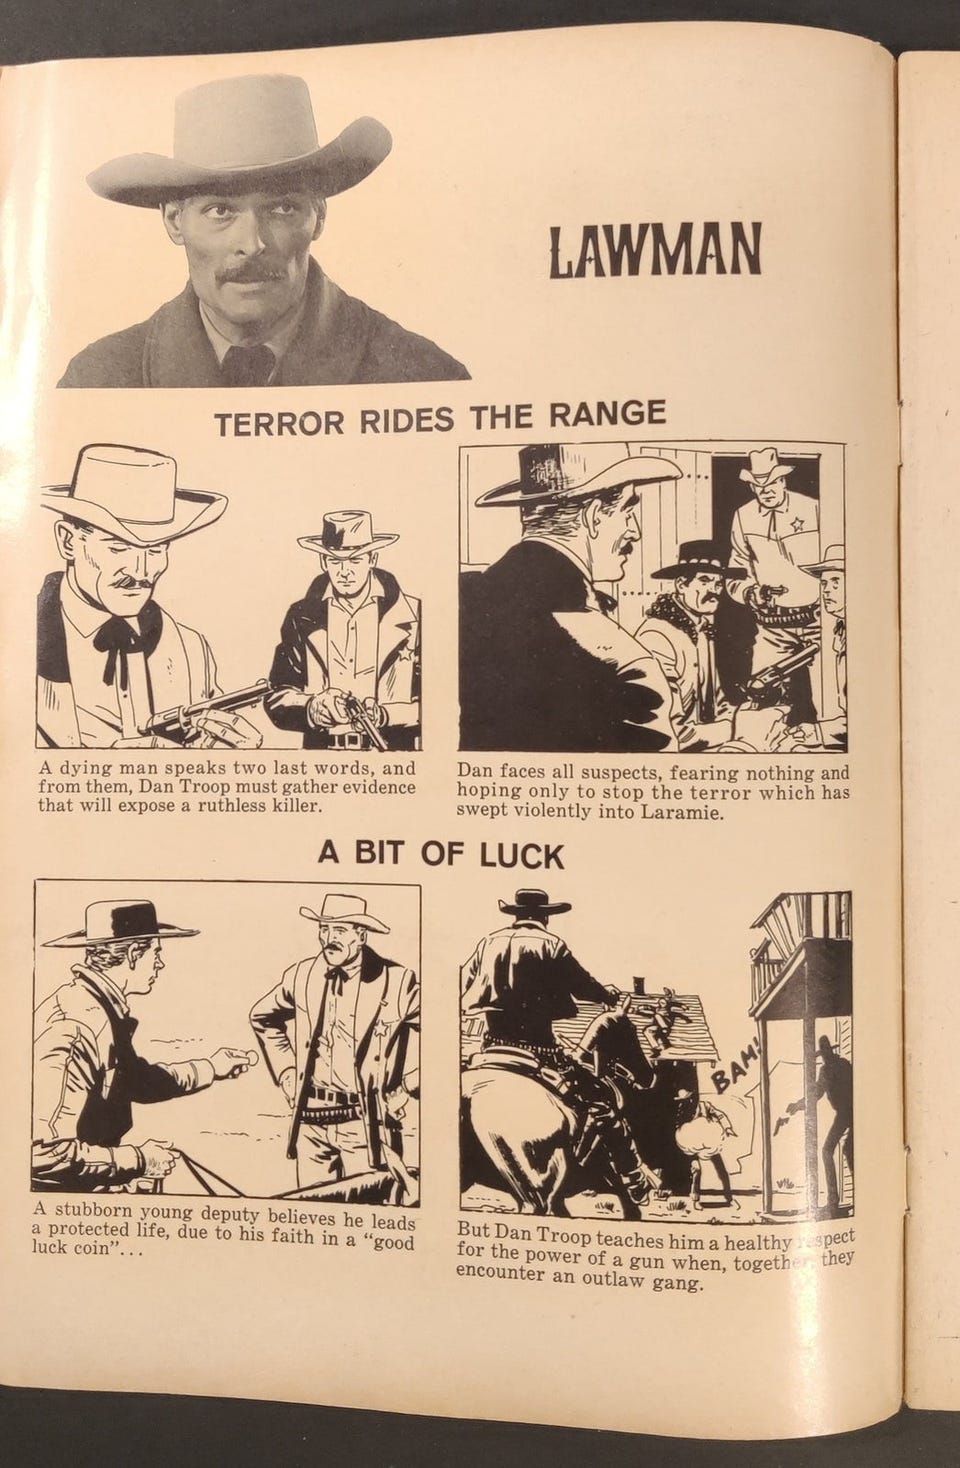 LAWMAN
TERROR RIDES THE RANGE
A dying man speaks two last words, and
from them, Dan Troop must gather evidence
that will expose a ruthless killer.
Dan faces all suspects, fearing nothing and
hoping only to stop the terror which has
swept violently into Laramie.
A BIT OF LUCK
BAM!
A stubborn young deputy believes he leads
a protected life, due to his faith in a "good
luck coin"...
But Dan Troop teaches him a healthy respect
for the power of a gun when, together, they
encounter an outlaw gang.